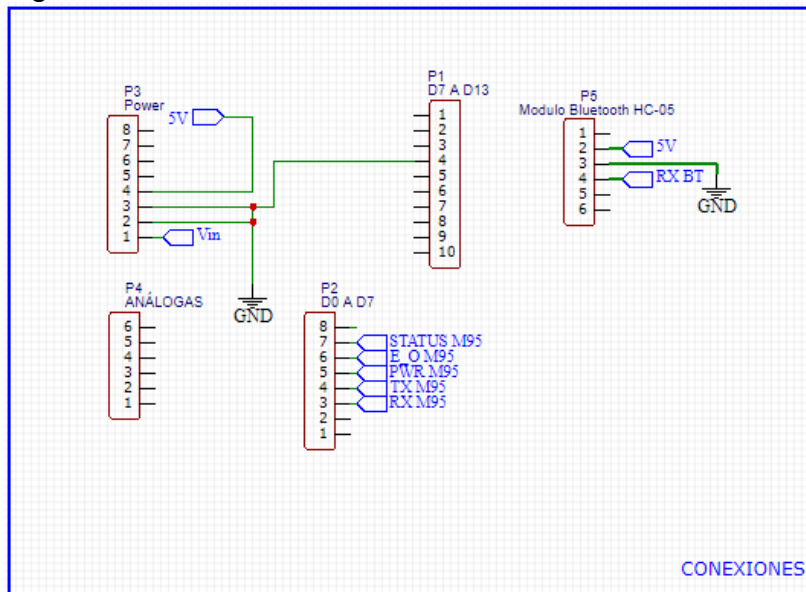 P3
Power
5V
8
7
6
5
4
3
2
1
Vin
GND
P1
D7 A D13
1
2
3
4
5
6
7
8
9
10
P5
Modulo Bluetooth HC-05
1
2
3
4
5
6
5V
RX BT
GND
P4
ANÁLOGAS
6
5
4
3
2
1
P2
D0 A D7
8
7
6
5
4
3
2
1
STATUS M95
E_O M95
PWR M95
TX M95
RX M95
CONEXIONES